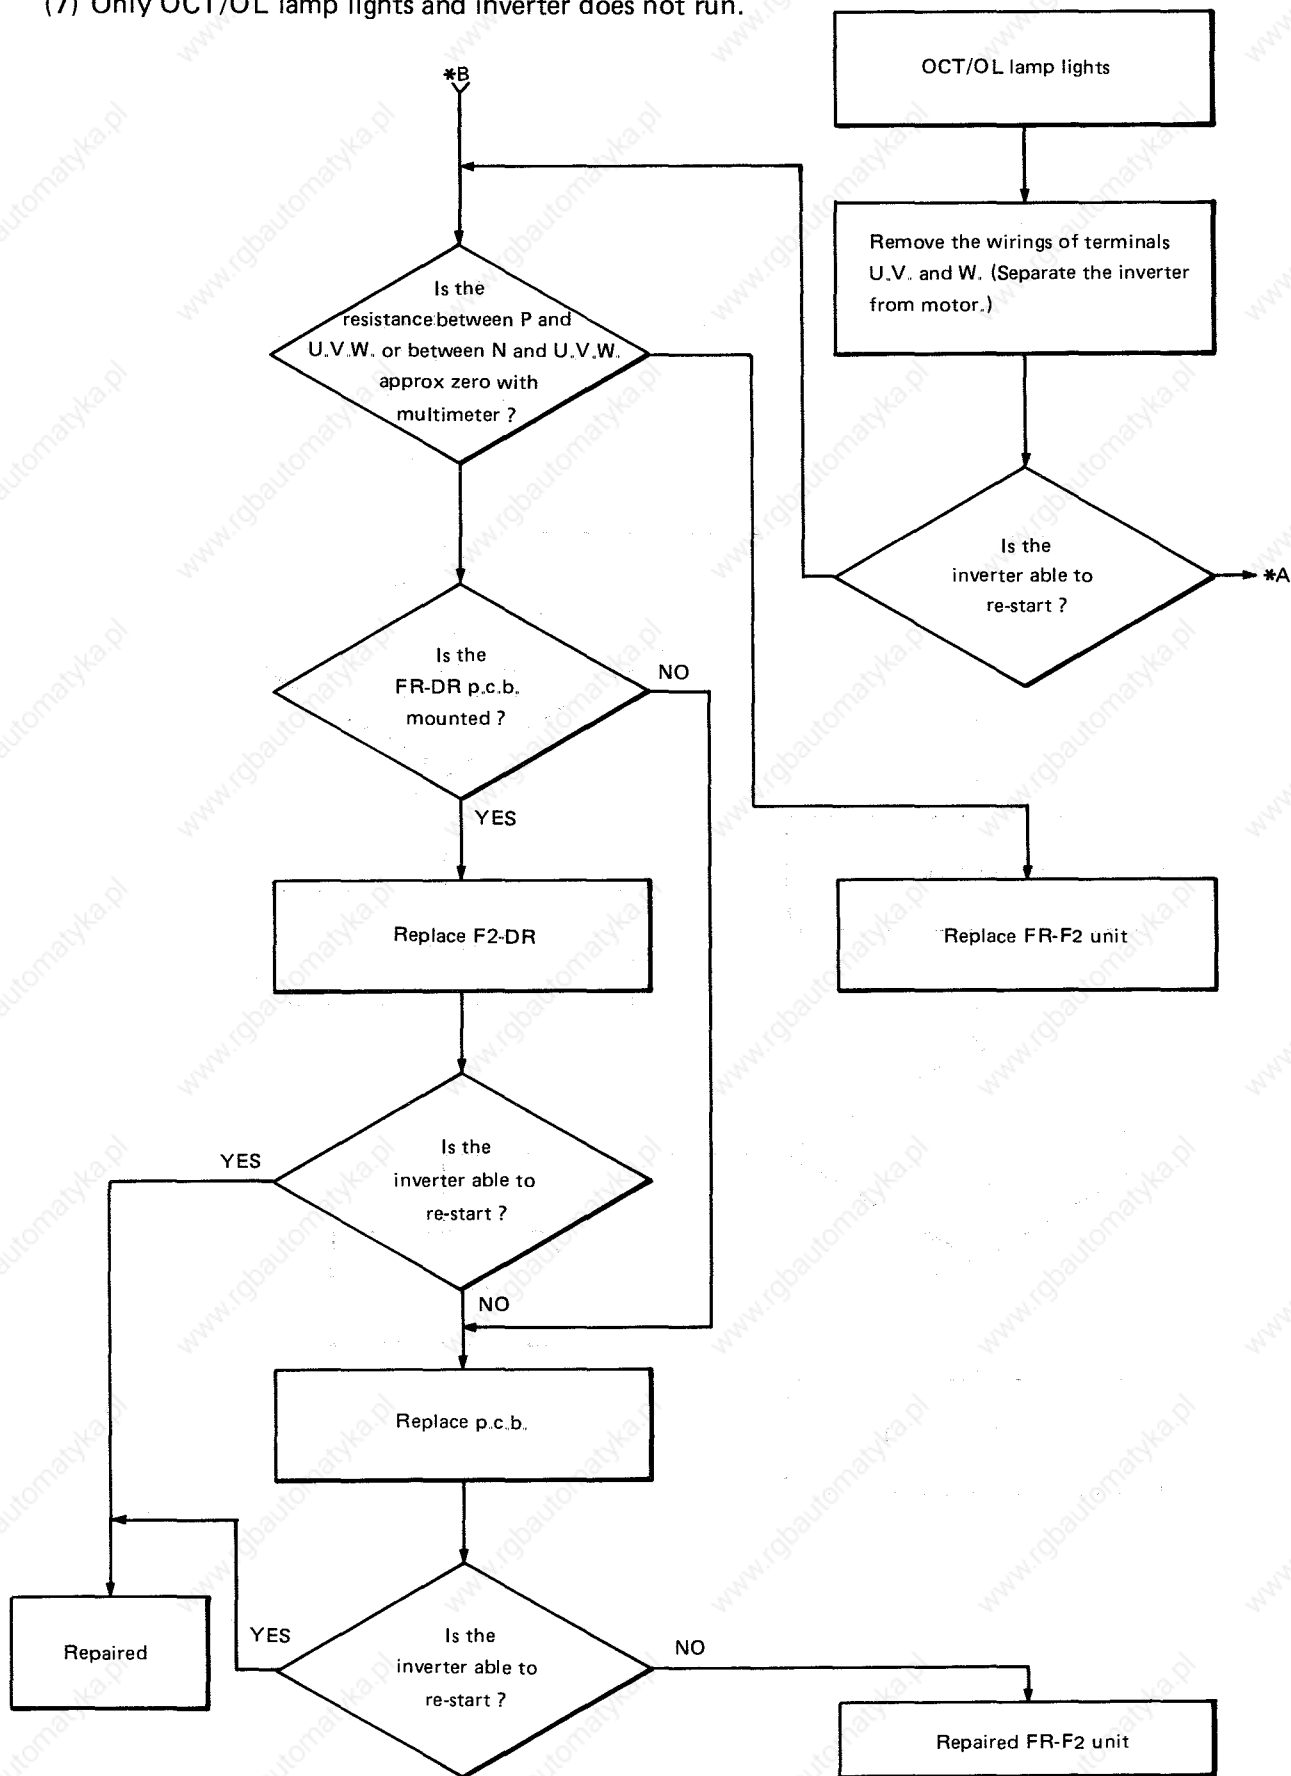 (7) Only OCT/OL lamp lights and inverter does not run.
OCT/OL lamp lights
Remove the wirings of terminals
U.V. and W. (Separate the inverter
from motor.)
Is the
inverter able to
re-start ?
*A
*B
Is the
resistance between P and
U.V.W. or between N and U.V.W.
approx zero with
multimeter ?
Is the
FR-DR p.c.b.
mounted ?
NO
YES
Replace F2-DR
Replace FR-F2 unit
Is the
inverter able to
re-start ?
YES
NO
Replace p.c.b.
Is the
inverter able to
re-start ?
YES
NO
Repaired
Repaired FR-F2 unit
www.rgbautomatyka.pl